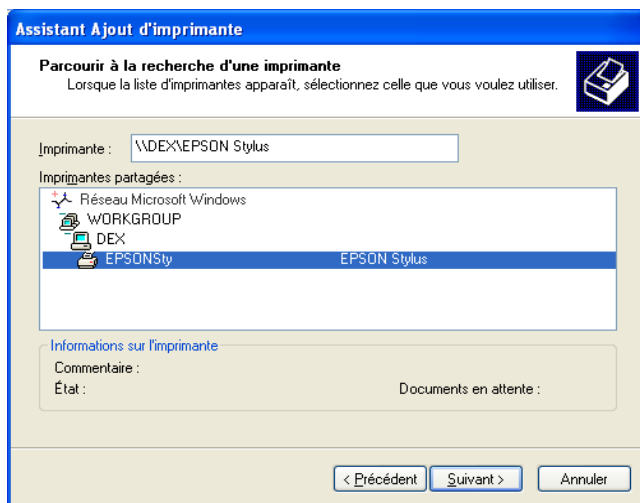 Assistant Ajout d'imprimante
Parcourir à la recherche d'une imprimante
Lorsque la liste d'imprimantes apparaît, sélectionnez celle que vous voulez utiliser.
Imprimante : \\DEX\EPSON Stylus
Imprimantes partagées :
Réseau Microsoft Windows
WORKGROUP
DEX
EPSONSty EPSON Stylus
Informations sur l'imprimante
Commentaire :
État : Documents en attente :
< Précédent Suivant > Annuler